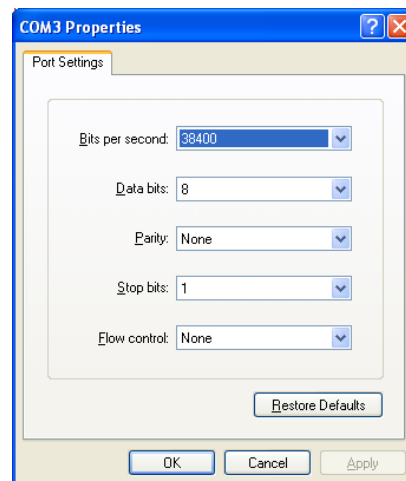 COM3 Properties
Port Settings
Bits per second: 38400
Data bits: 8
Parity: None
Stop bits: 1
Flow control: None
Restore Defaults
OK Cancel Apply